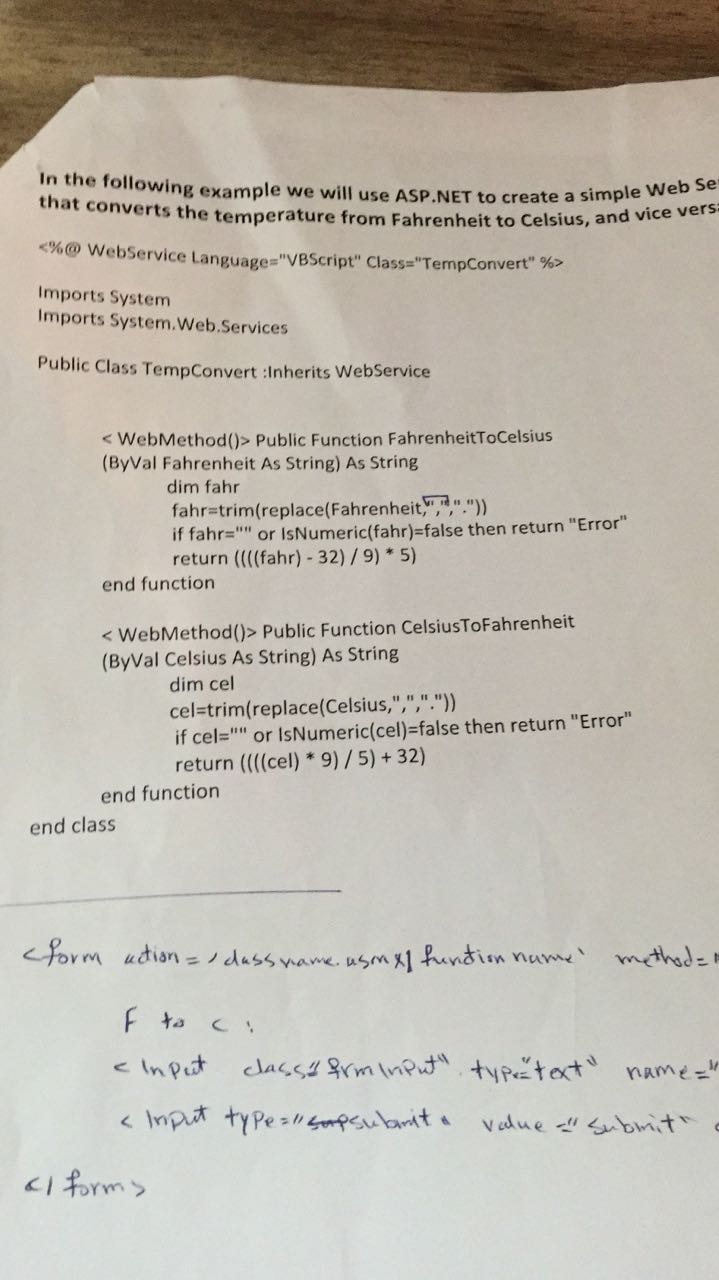 In the following example we will use ASP.NET to create a simple Web Se
that converts the temperature from Fahrenheit to Celsius, and vice vers
<%@ WebService Language="VBScript" Class="TempConvert" %>
Imports System
Imports System.Web.Services
Public Class TempConvert :Inherits WebService
< WebMethod()> Public Function FahrenheitToCelsius
(ByVal Fahrenheit As String) As String
dim fahr
fahr=trim(replace(Fahrenheit,",","."))
if fahr="" or IsNumeric(fahr)=false then return "Error"
return ((((fahr) - 32) / 9) * 5)
end function
< WebMethod()> Public Function CelsiusToFahrenheit
(ByVal Celsius As String) As String
dim cel
cel=trim(replace(Celsius,",","."))
if cel="" or IsNumeric(cel)=false then return "Error"
return ((((cel) * 9) / 5) + 32)
end function
end class
<form action='classname.asmx/function name' method=
F to C :
<Input class="frmInput" type="text" name="
<Input type="submit" value="submit"
</form>